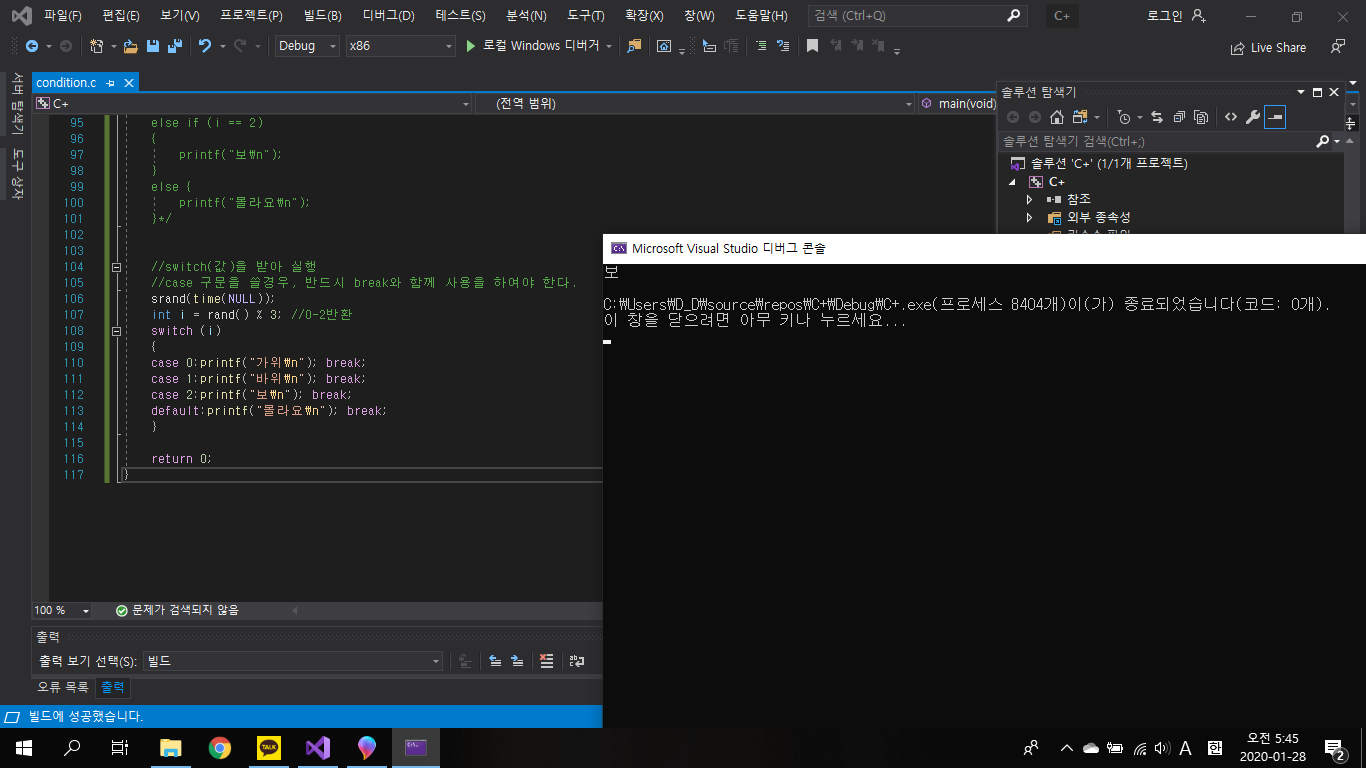 파일(F) 편집(E) 보기(V) 프로젝트(P) 빌드(B) 디버그(D) 테스트(S) 분석(N) 도구(T) 확장(X) 창(W) 도움말(H) 검색 (Ctrl+Q) C+ 로그인
Debug x86 로컬 Windows 디버거 Live Share
서버 탐색기
도구 상자
condition.c
C+ (전역 범위) main(void)
95 else if (i == 2)
96 {
97 printf("보₩n");
98 }
99 else {
100 printf("몰라요₩n");
101 }*/
102
103
104 //switch(값)을 받아 실행
105 //case 구문을 쓸경우, 반드시 break와 함께 사용을 하여야 한다.
106 srand(time(NULL));
107 int i = rand() % 3; //0-2반환
108 switch (i)
109 {
110 case 0:printf("가위₩n"); break;
111 case 1:printf("바위₩n"); break;
112 case 2:printf("보₩n"); break;
113 default:printf("몰라요₩n"); break;
114 }
115
116 return 0;
117 }
솔루션 탐색기
솔루션 탐색기 검색(Ctrl+;)
솔루션 'C+' (1/1개 프로젝트)
C+
참조
외부 종속성
Microsoft Visual Studio 디버그 콘솔
보
C:₩Users₩D_D₩source₩repos₩C+₩Debug₩C+.exe(프로세스 8404개)이(가) 종료되었습니다(코드: 0개).
이 창을 닫으려면 아무 키나 누르세요...
100 % 문제가 검색되지 않음
출력
출력 보기 선택(S): 빌드
오류 목록 출력
빌드에 성공했습니다.
TALK
A 한
오전 5:45
2020-01-28
2